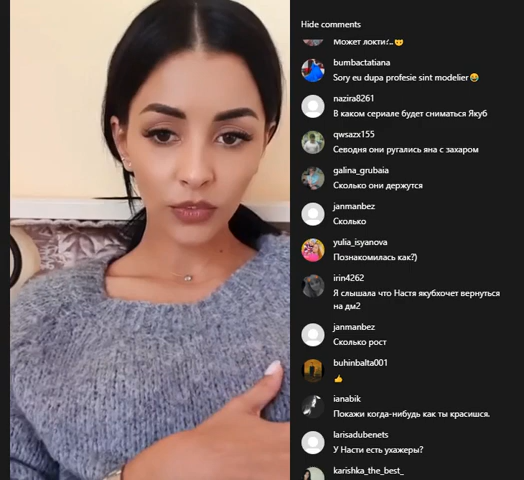 Hide comments
Может локти?..🤭
bumbactatiana
Sory eu dupa profesie sint modelier😂
nazira8261
В каком сериале будет сниматься Якуб
qwsazx155
Севодня они ругались яна с захаром
galina_grubaia
Сколько они держутся
janmanbez
Сколько
yulia_isyanova
Познакомилась как?)
irin4262
Я слышала что Настя якубхочет вернуться
на дм2
janmanbez
Сколько рост
buhinbalta001
👍
ianabik
Покажи когда-нибудь как ты красишся.
larisadubenets
У Насти есть ухажеры?
karishka_the_best_